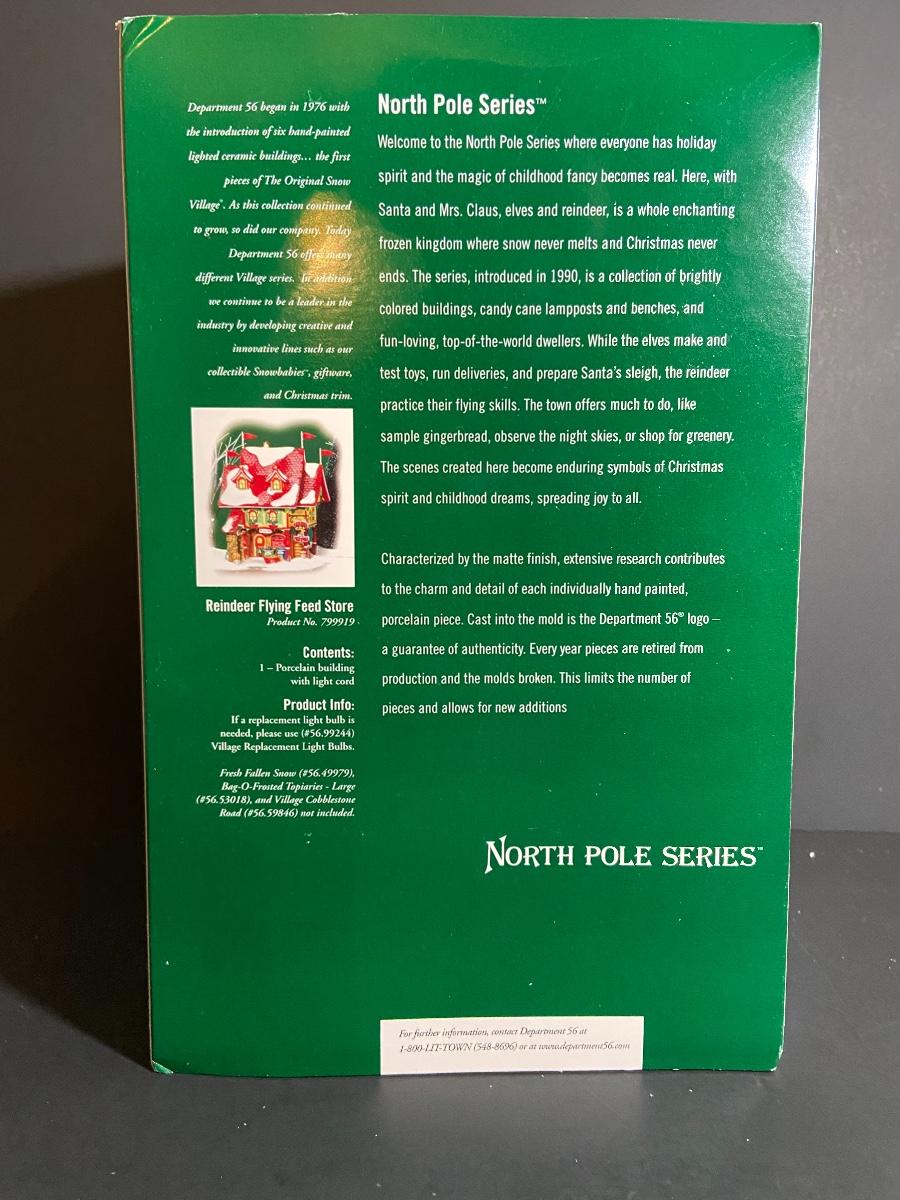 Department 56 began in 1976 with
the introduction of six hand-painted
lighted ceramic buildings... the first
pieces of The Original Snow
Village®. As this collection continued
to grow, so did our company. Today
Department 56 offers many
different Village series. In addition
we continue to be a leader in the
industry by developing creative and
innovative lines such as our
collectible Snowbabies™, giftware,
and Christmas trim.
Reindeer Flying Feed Store
Product No. 799919
Contents:
1 – Porcelain building
with light cord
Product Info:
If a replacement light bulb is
needed, please use (#56.99244)
Village Replacement Light Bulbs.
Fresh Fallen Snow (#56.49979),
Bag-O-Frosted Topiaries - Large
(#56.53018), and Village Cobblestone
Road (#56.59846) not included.
North Pole Series™
Welcome to the North Pole Series where everyone has holiday
spirit and the magic of childhood fancy becomes real. Here, with
Santa and Mrs. Claus, elves and reindeer, is a whole enchanting
frozen kingdom where snow never melts and Christmas never
ends. The series, introduced in 1990, is a collection of brightly
colored buildings, candy cane lampposts and benches, and
fun-loving, top-of-the-world dwellers. While the elves make and
test toys, run deliveries, and prepare Santa's sleigh, the reindeer
practice their flying skills. The town offers much to do, like
sample gingerbread, observe the night skies, or shop for greenery.
The scenes created here become enduring symbols of Christmas
spirit and childhood dreams, spreading joy to all.
Characterized by the matte finish, extensive research contributes
to the charm and detail of each individually hand painted,
porcelain piece. Cast into the mold is the Department 56® logo –
a guarantee of authenticity. Every year pieces are retired from
production and the molds broken. This limits the number of
pieces and allows for new additions
NORTH POLE SERIES™
For further information, contact Department 56 at
1-800-LIT-TOWN (548-8696) or at www.department56.com